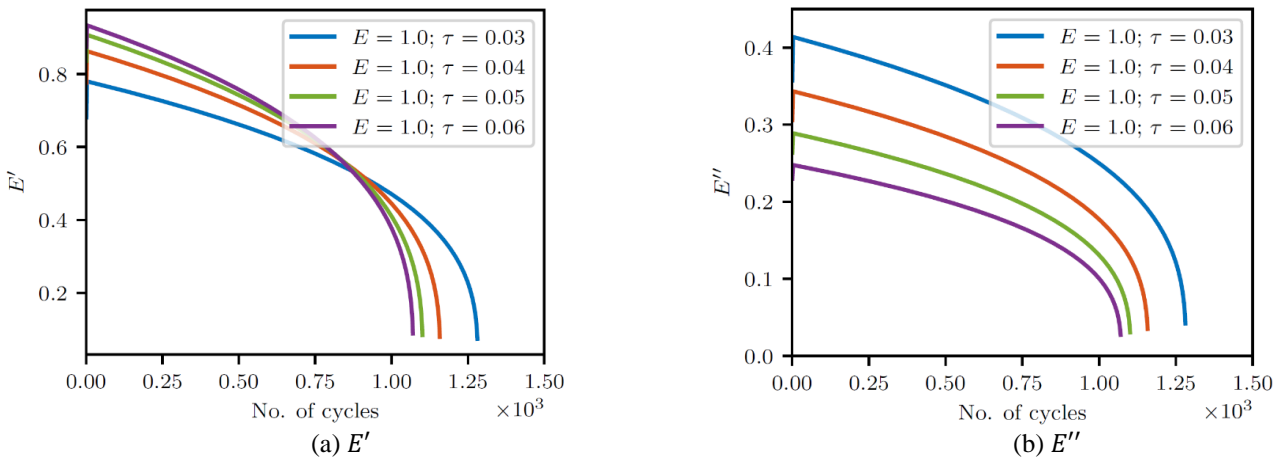 E′
0.8
0.6
0.4
0.2
E = 1.0; τ = 0.03
E = 1.0; τ = 0.04
E = 1.0; τ = 0.05
E = 1.0; τ = 0.06
0.00 0.25 0.50 0.75 1.00 1.25 1.50
No. of cycles ×10³
(a) E′
E″
0.4
0.3
0.2
0.1
0.0
E = 1.0; τ = 0.03
E = 1.0; τ = 0.04
E = 1.0; τ = 0.05
E = 1.0; τ = 0.06
0.00 0.25 0.50 0.75 1.00 1.25 1.50
No. of cycles ×10³
(b) E″